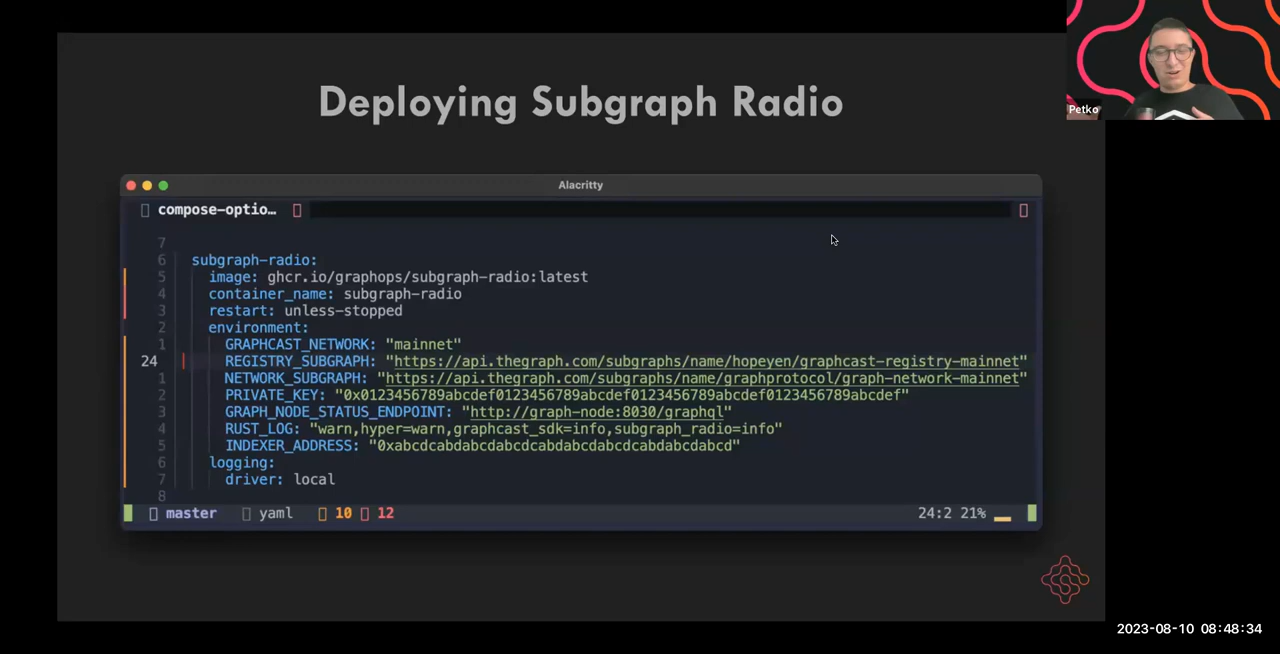 Deploying Subgraph Radio
Petko
Alacritty
compose-optio…
7
6 subgraph-radio:
5 image: ghcr.io/graphops/subgraph-radio:latest
4 container_name: subgraph-radio
3 restart: unless-stopped
2 environment:
1 GRAPHCAST_NETWORK: "mainnet"
24 REGISTRY_SUBGRAPH: "https://api.thegraph.com/subgraphs/name/hopeyen/graphcast-registry-mainnet"
1 NETWORK_SUBGRAPH: "https://api.thegraph.com/subgraphs/name/graphprotocol/graph-network-mainnet"
2 PRIVATE_KEY: "0x0123456789abcdef0123456789abcdef0123456789abcdef0123456789abcdef"
3 GRAPH_NODE_STATUS_ENDPOINT: "http://graph-node:8030/graphql"
4 RUST_LOG: "warn,hyper=warn,graphcast_sdk=info,subgraph_radio=info"
5 INDEXER_ADDRESS: "0xabcdcabdabcdabcdcabdabcdabcdcabdabcdabcd"
6 logging:
7 driver: local
8
master yaml 10 12 24:2 21%
2023-08-10 08:48:34